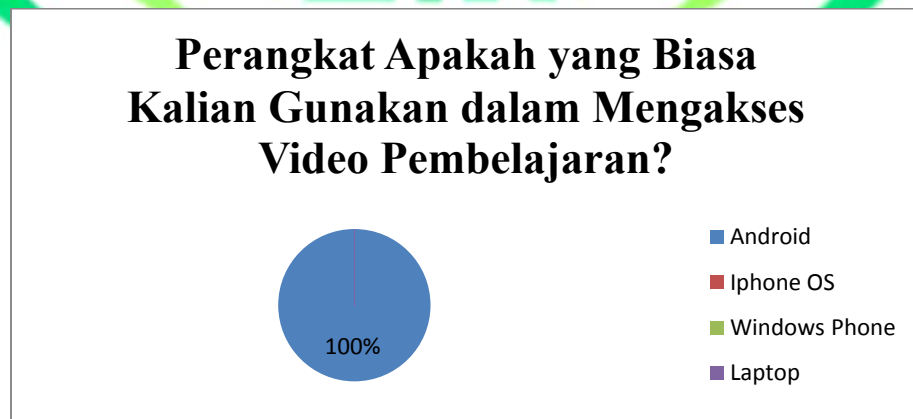 Perangkat Apakah yang Biasa
Kalian Gunakan dalam Mengakses
Video Pembelajaran?
100%
Android
Iphone OS
Windows Phone
Laptop